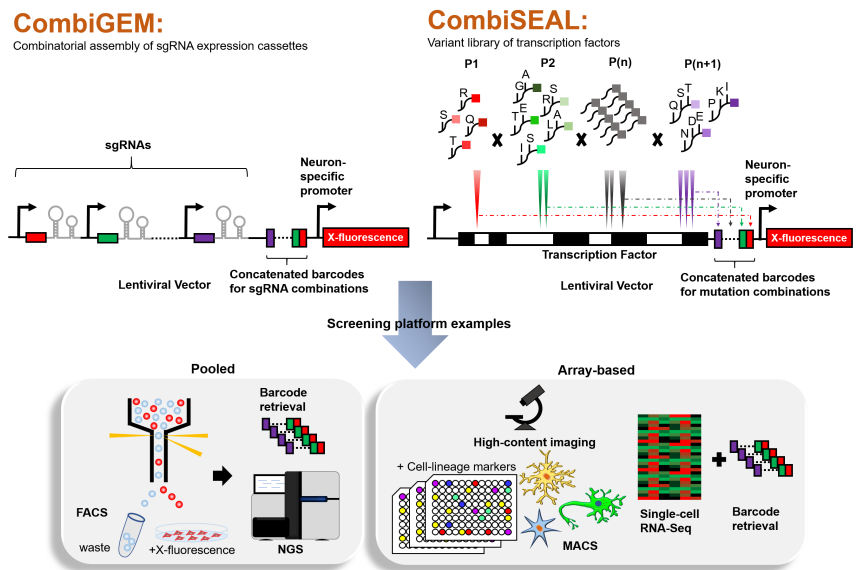 CombiGEM:
Combinatorial assembly of sgRNA expression cassettes
sgRNAs
Neuron-
specific
promoter
X-fluorescence
Concatenated barcodes
for sgRNA combinations
Lentiviral Vector
CombiSEAL:
Variant library of transcription factors
P1
P2
P(n)
P(n+1)
R
S
Q
T
A
G
S
R
E
T
A
L
S
I
T
S
Q
I
K
P
E
D
N
x
x
x
Neuron-
specific
promoter
X-fluorescence
Transcription Factor
Concatenated barcodes
for mutation combinations
Lentiviral Vector
Screening platform examples
Pooled
Barcode
retrieval
FACS
waste
+X-fluorescence
NGS
Array-based
High-content imaging
+ Cell-lineage markers
MACS
Single-cell
RNA-Seq
+
Barcode
retrieval